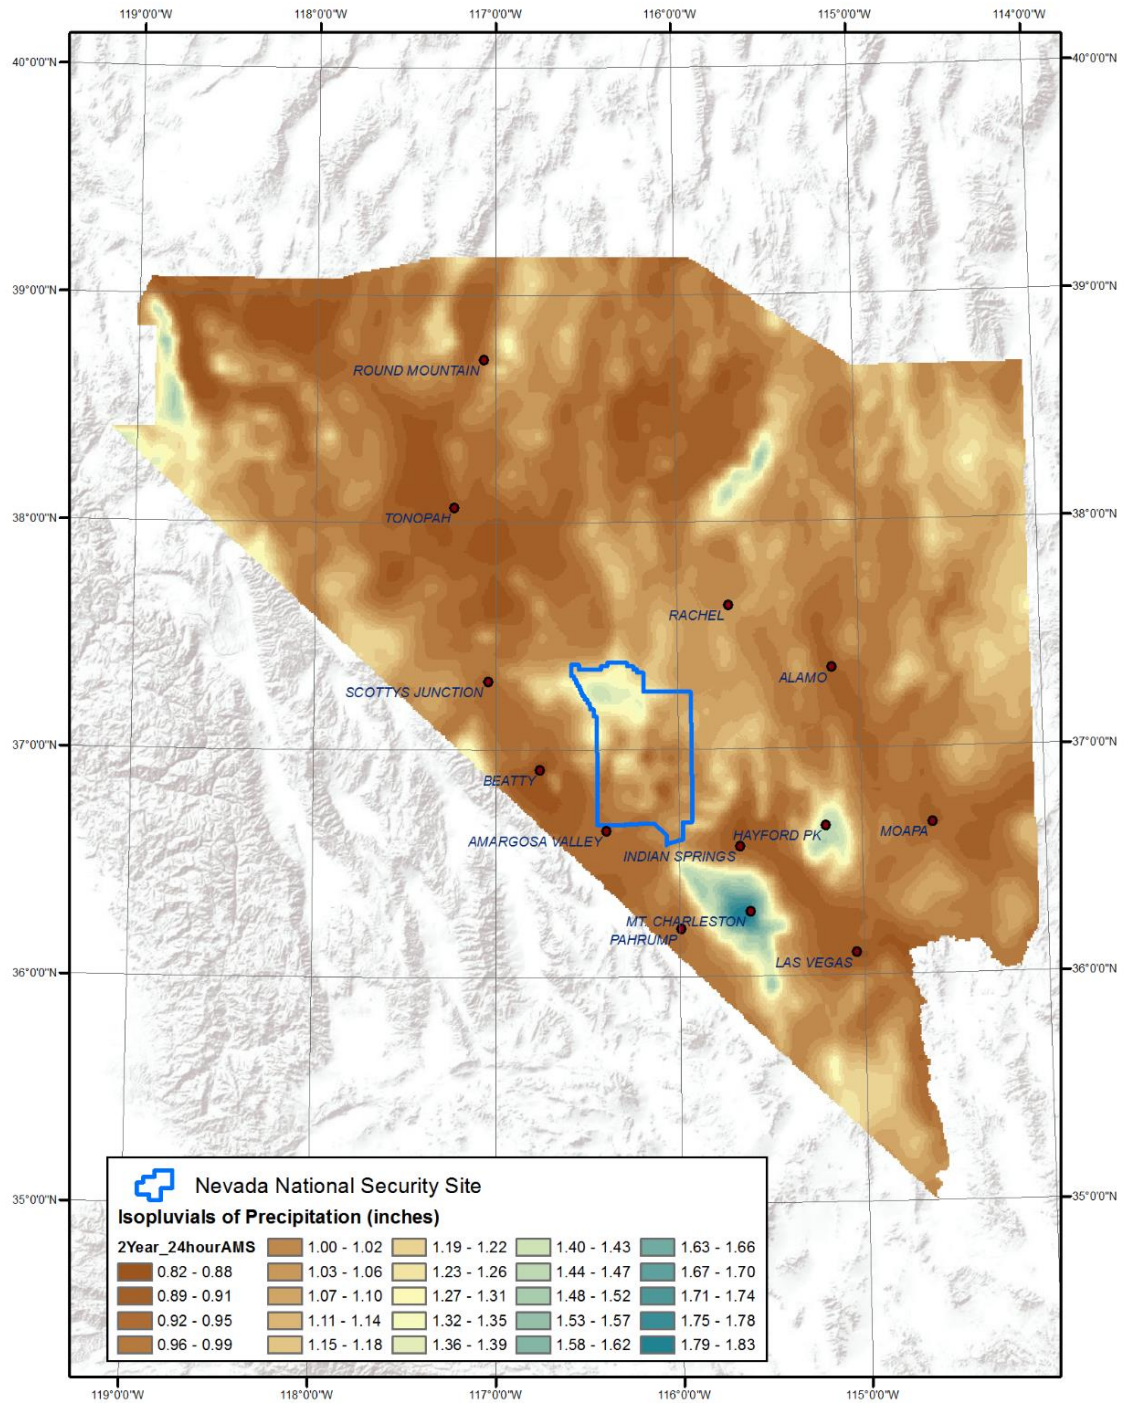 119°0'0"W 118°0'0"W 117°0'0"W 116°0'0"W 115°0'0"W 114°0'0"W
40°0'0"N 40°0'0"N
39°0'0"N 39°0'0"N
ROUND MOUNTAIN
TONOPAH
38°0'0"N 38°0'0"N
RACHEL
ALAMO
SCOTTYS JUNCTION
37°0'0"N 37°0'0"N
BEATTY
HAYFORD PK
MOAPA
AMARGOSA VALLEY
INDIAN SPRINGS
MT. CHARLESTON
PAHRUMP
LAS VEGAS
36°0'0"N 36°0'0"N
35°0'0"N 35°0'0"N
Nevada National Security Site
Isopluvials of Precipitation (inches)
2Year_24hourAMS 1.00 - 1.02 1.19 - 1.22 1.40 - 1.43 1.63 - 1.66
0.82 - 0.88 1.03 - 1.06 1.23 - 1.26 1.44 - 1.47 1.67 - 1.70
0.89 - 0.91 1.07 - 1.10 1.27 - 1.31 1.48 - 1.52 1.71 - 1.74
0.92 - 0.95 1.11 - 1.14 1.32 - 1.35 1.53 - 1.57 1.75 - 1.78
0.96 - 0.99 1.15 - 1.18 1.36 - 1.39 1.58 - 1.62 1.79 - 1.83
119°0'0"W 118°0'0"W 117°0'0"W 116°0'0"W 115°0'0"W